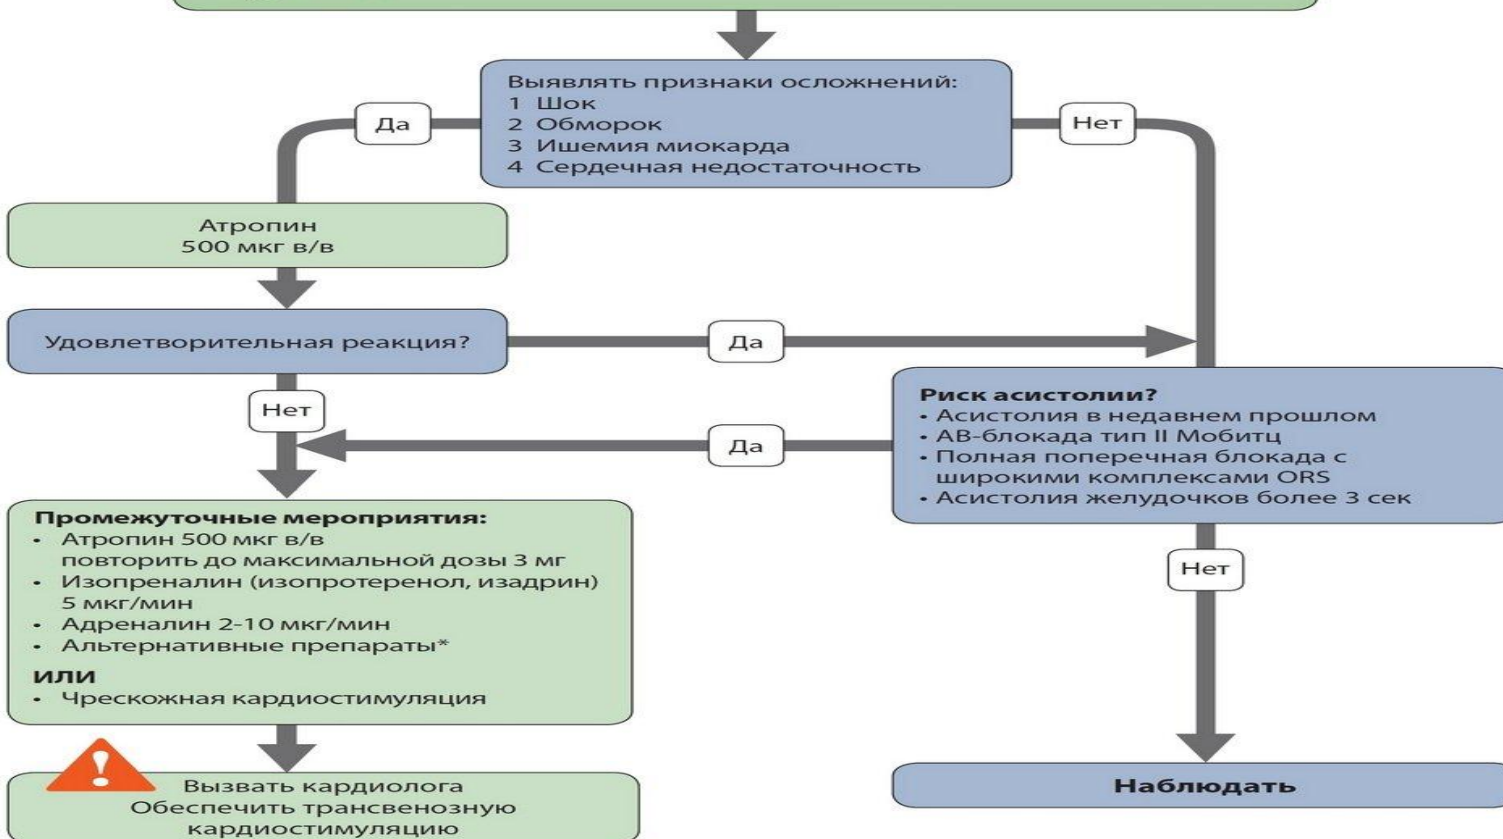 Выявлять признаки осложнений:
1 Шок
2 Обморок
3 Ишемия миокарда
4 Сердечная недостаточность
Да
Нет
Атропин
500 мкг в/в
Удовлетворительная реакция?
Да
Нет
Риск асистолии?
• Асистолия в недавнем прошлом
• АВ-блокада тип II Мобитц
• Полная поперечная блокада с
широкими комплексами ORS
• Асистолия желудочков более 3 сек
Да
Нет
Промежуточные мероприятия:
• Атропин 500 мкг в/в
повторить до максимальной дозы 3 мг
• Изопреналин (изопротеренол, изадрин)
5 мкг/мин
• Адреналин 2-10 мкг/мин
• Альтернативные препараты*
ИЛИ
• Чрескожная кардиостимуляция
!
Вызвать кардиолога
Обеспечить трансвенозную
кардиостимуляцию
Наблюдать